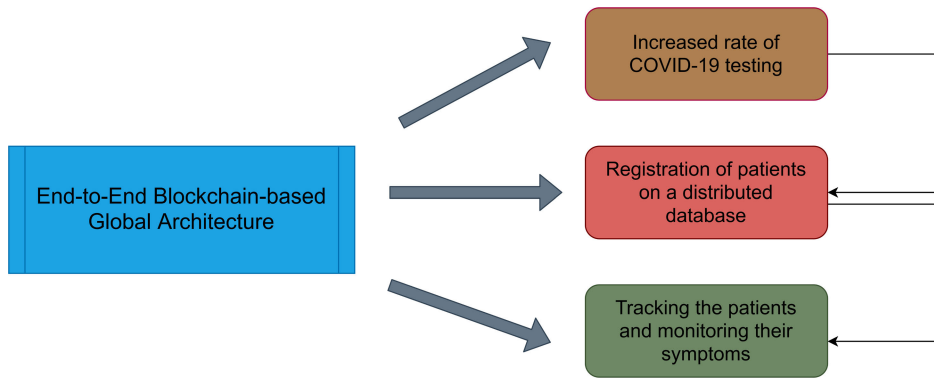 Increased rate of
COVID-19 testing
End-to-End Blockchain-based
Global Architecture
Registration of patients
on a distributed
database
Tracking the patients
and monitoring their
symptoms